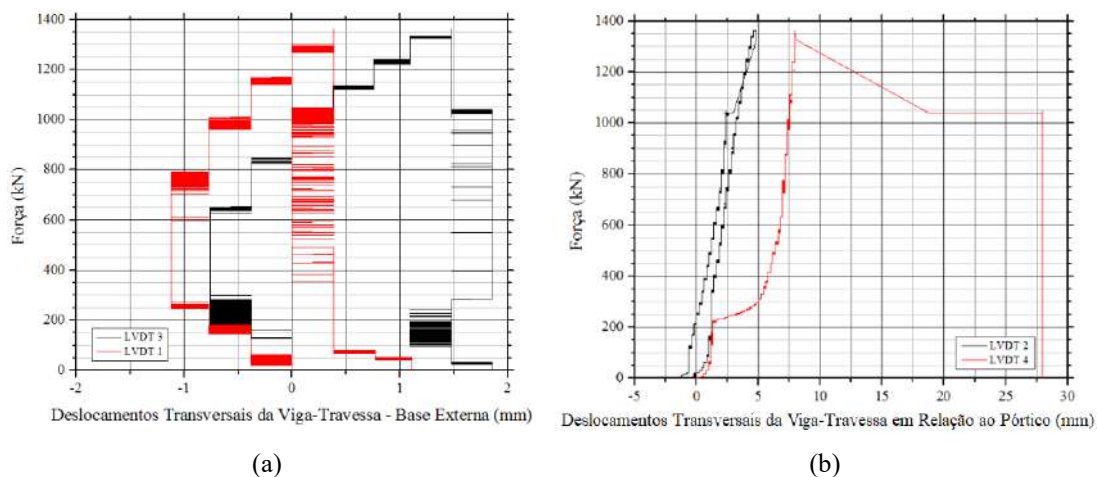 1400
1200
1000
800
600
400
200
0
Força (kN)
LVDT 3
LVDT 1
-2
-1
0
1
2
Deslocamentos Transversais da Viga-Travessa - Base Externa (mm)
(a)
1400
1200
1000
800
600
400
200
0
Força (kN)
LVDT 2
LVDT 4
-5
0
5
10
15
20
25
30
Deslocamentos Transversais da Viga-Travessa em Relação ao Pórtico (mm)
(b)